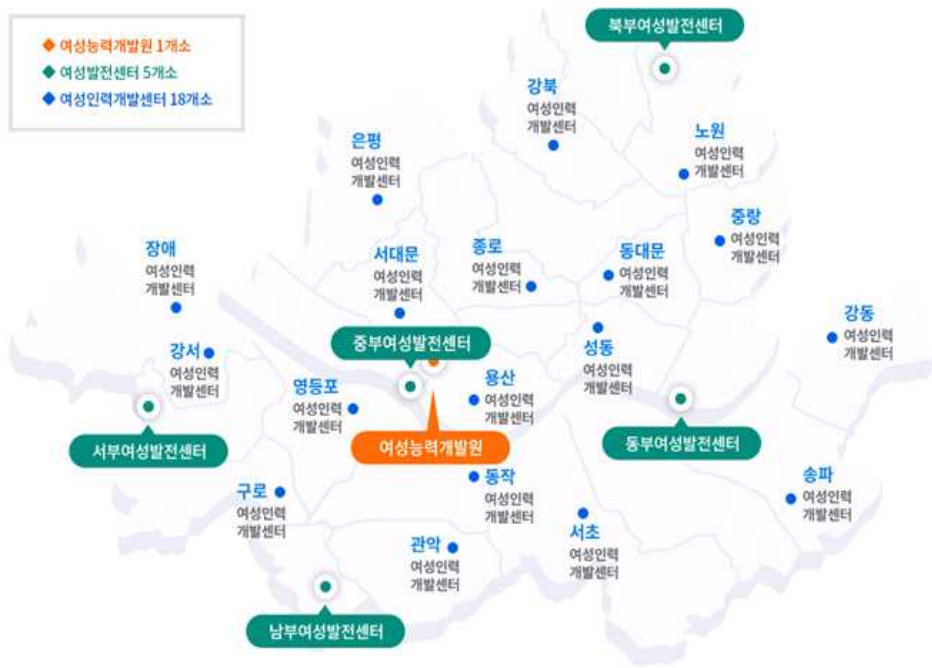 ◆ 여성능력개발원 1개소
◆ 여성발전센터 5개소
◆ 여성인력개발센터 18개소
북부여성발전센터
강북
여성인력
개발센터
노원
여성인력
개발센터
은평
여성인력
개발센터
중랑
여성인력
개발센터
장애
여성인력
개발센터
서대문
여성인력
개발센터
종로
여성인력
개발센터
동대문
여성인력
개발센터
강동
여성인력
개발센터
강서
여성인력
개발센터
중부여성발전센터
성동
여성인력
개발센터
영등포
여성인력
개발센터
용산
여성인력
개발센터
서부여성발전센터
여성능력개발원
동부여성발전센터
구로
여성인력
개발센터
동작
여성인력
개발센터
송파
여성인력
개발센터
관악
여성인력
개발센터
서초
여성인력
개발센터
남부여성발전센터